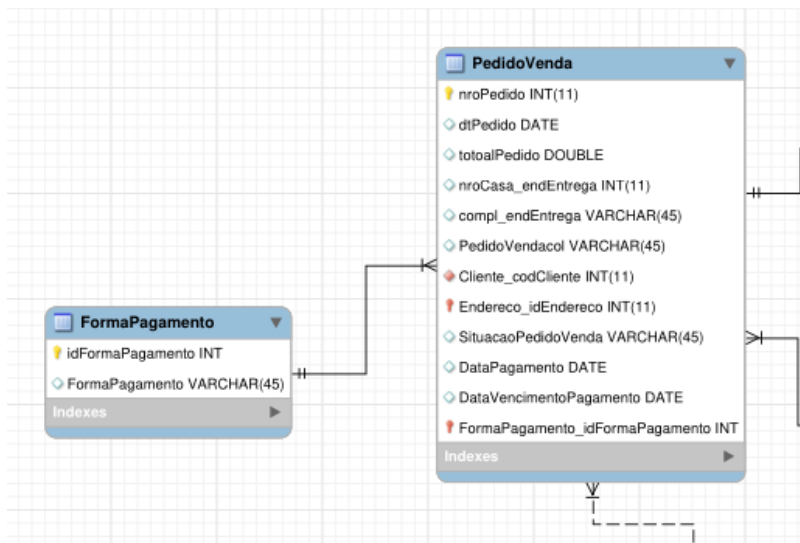 PedidoVenda
nroPedido INT(11)
dtPedido DATE
totoalPedido DOUBLE
nroCasa_endEntrega INT(11)
compl_endEntrega VARCHAR(45)
PedidoVendacol VARCHAR(45)
Cliente_codCliente INT(11)
Endereco_idEndereco INT(11)
SituacaoPedidoVenda VARCHAR(45)
DataPagamento DATE
DataVencimentoPagamento DATE
FormaPagamento_idFormaPagamento INT
Indexes
FormaPagamento
idFormaPagamento INT
FormaPagamento VARCHAR(45)
Indexes